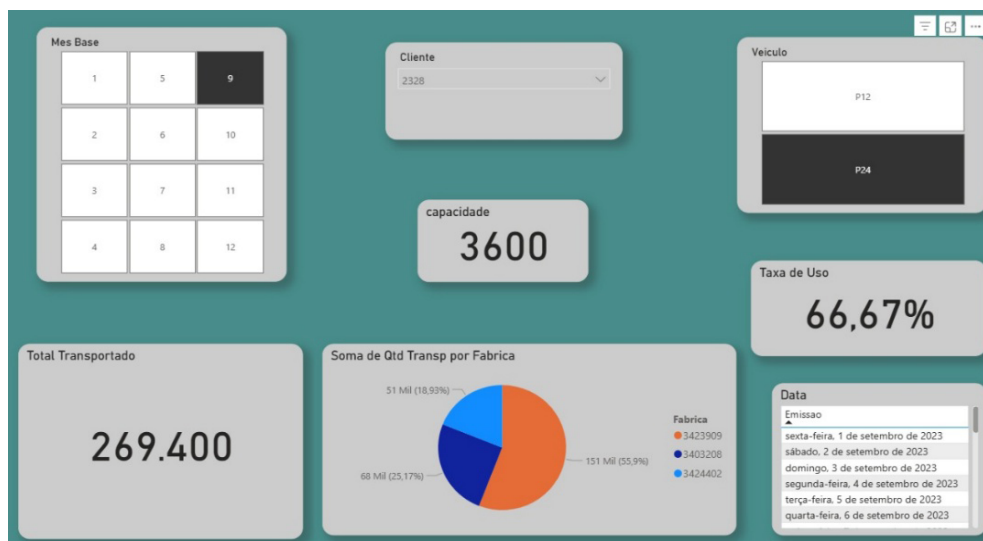 Mes Base
1 5 9
2 6 10
3 7 11
4 8 12
Cliente
2328
Veiculo
P12
P24
capacidade
3600
Taxa de Uso
66,67%
Total Transportado
269.400
Soma de Qtd Transp por Fabrica
51 Mil (18,93%)
68 Mil (25,17%)
151 Mil (55,9%)
Fabrica
3423909
3403208
3424402
Data
Emissao
sexta-feira, 1 de setembro de 2023
sábado, 2 de setembro de 2023
domingo, 3 de setembro de 2023
segunda-feira, 4 de setembro de 2023
terça-feira, 5 de setembro de 2023
quarta-feira, 6 de setembro de 2023